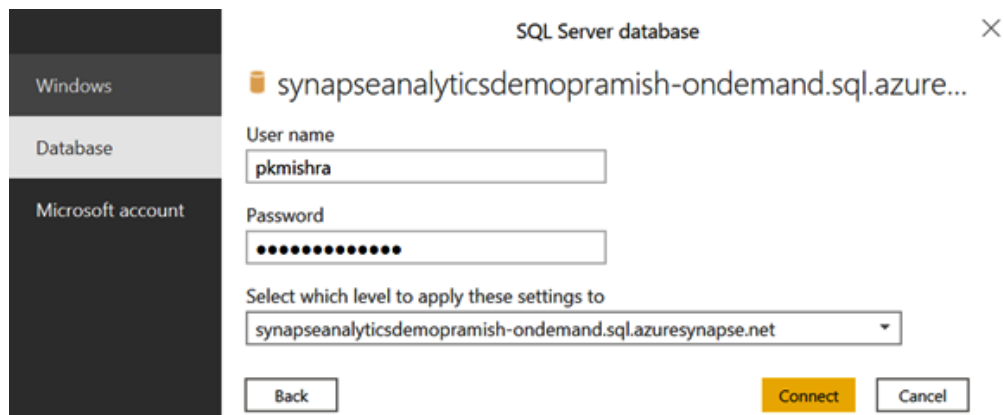 SQL Server database
Windows
Database
Microsoft account
synapseanalyticsdemopramish-ondemand.sql.azure...
User name
pkmishra
Password
●●●●●●●●●●●●●
Select which level to apply these settings to
synapseanalyticsdemopramish-ondemand.sql.azuresynapse.net
Back
Connect
Cancel